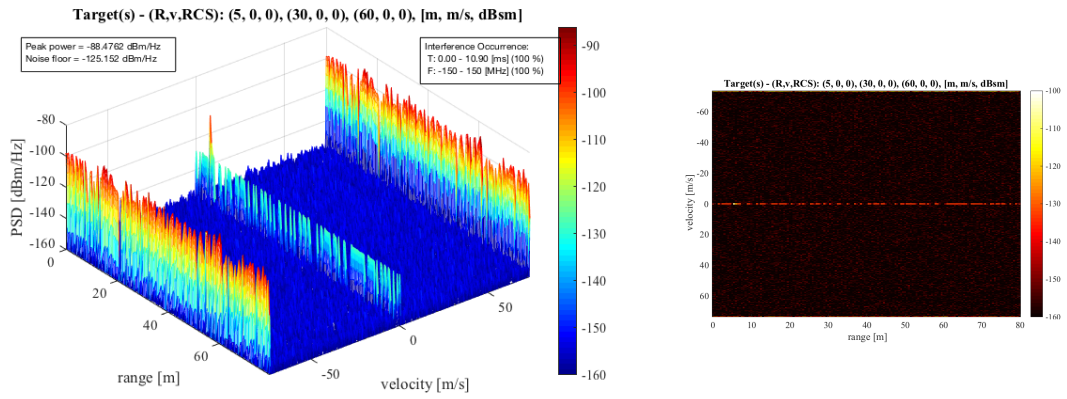 Target(s) - (R,v,RCS): (5, 0, 0), (30, 0, 0), (60, 0, 0), [m, m/s, dBsm]
Peak power = -88.4762 dBm/Hz
Noise floor = -125.152 dBm/Hz
Interference Occurrence:
T: 0.00 - 10.90 [ms] (100 %)
F: -150 - 150 [MHz] (100 %)
PSD [dBm/Hz]
-80
-100
-120
-140
-160
0
20
40
60
range [m]
-50
0
50
velocity [m/s]
-90
-100
-110
-120
-130
-140
-150
-160
Target(s) - (R,v,RCS): (5, 0, 0), (30, 0, 0), (60, 0, 0), [m, m/s, dBsm]
velocity [m/s]
-60
-40
-20
0
20
40
60
0 10 20 30 40 50 60 70 80
range [m]
-100
-110
-120
-130
-140
-150
-160